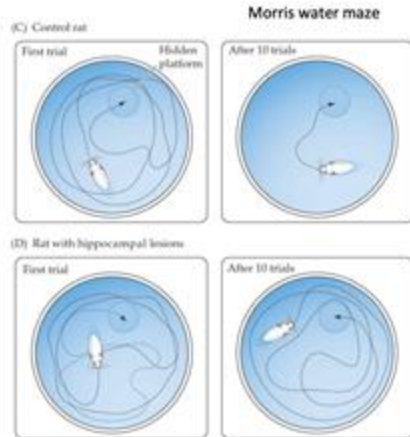 Morris water maze
(C) Control rat
First trial
Hidden
platform
After 10 trials
(D) Rat with hippocampal lesions
First trial
After 10 trials